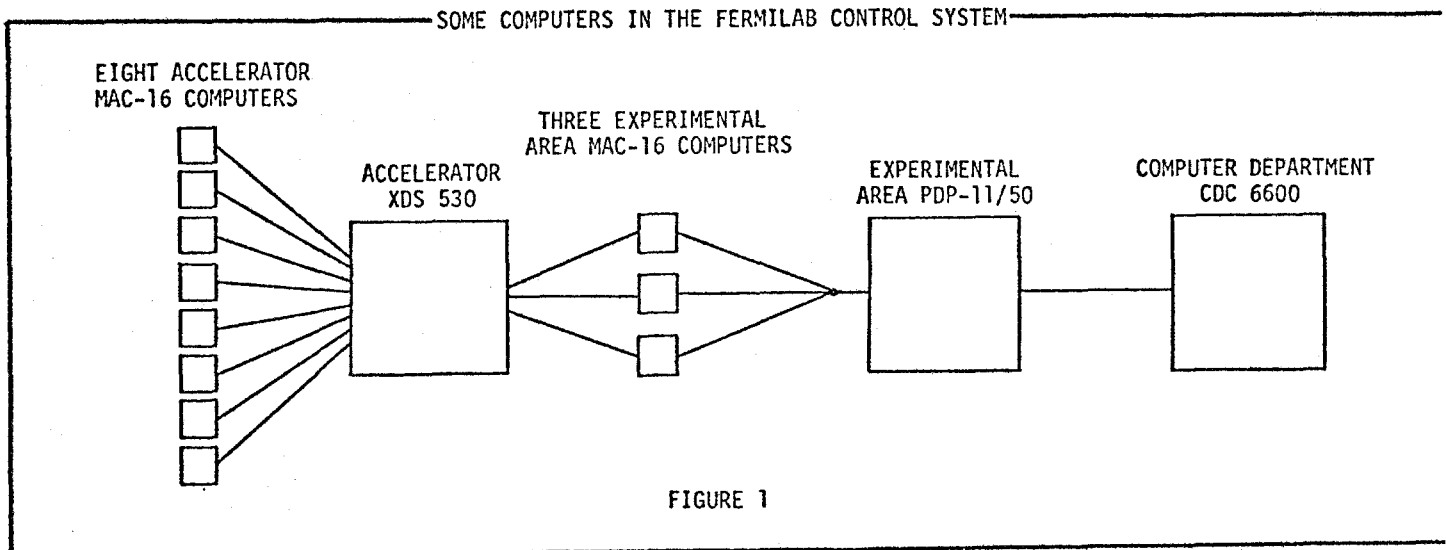 SOME COMPUTERS IN THE FERMILAB CONTROL SYSTEM
EIGHT ACCELERATOR
MAC-16 COMPUTERS
ACCELERATOR
XDS 530
THREE EXPERIMENTAL
AREA MAC-16 COMPUTERS
EXPERIMENTAL
AREA PDP-11/50
COMPUTER DEPARTMENT
CDC 6600
FIGURE 1